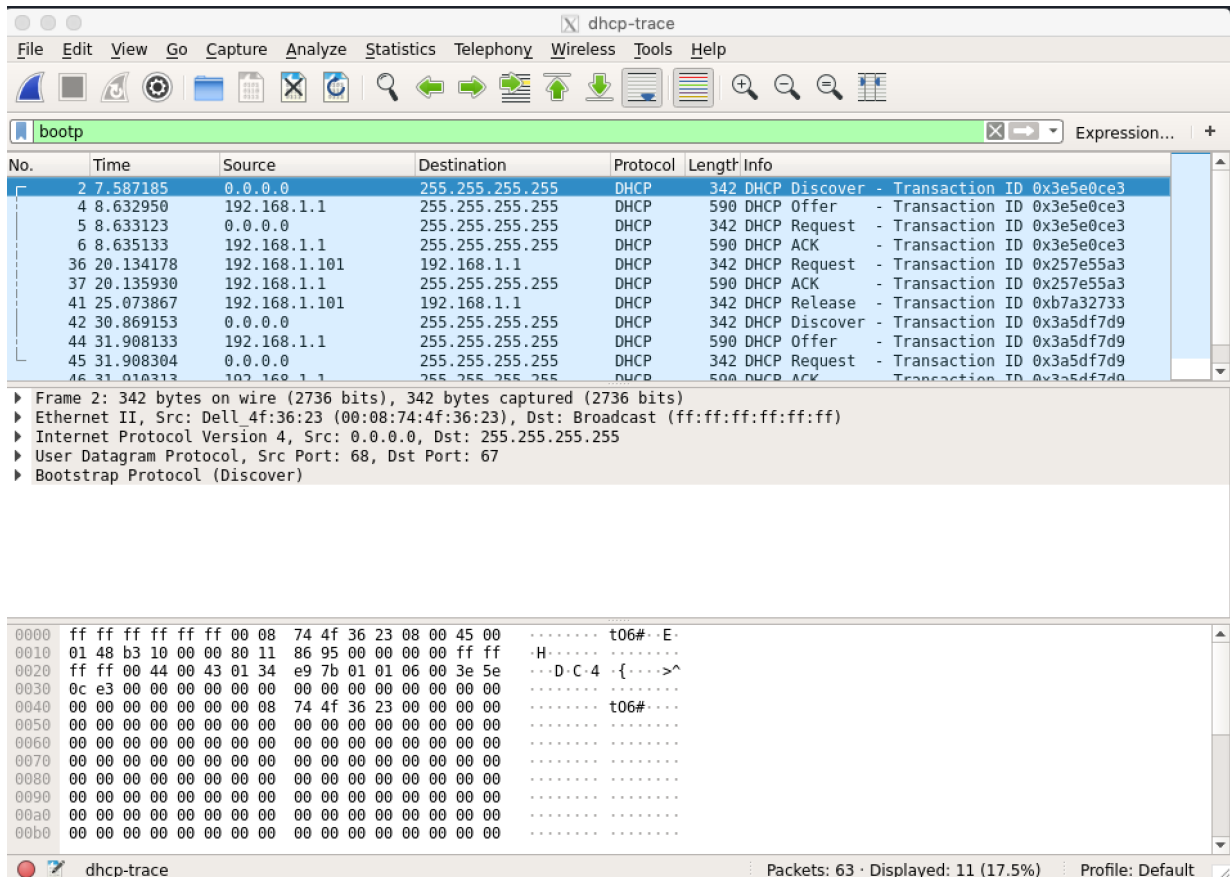 dhcp-trace
File Edit View Go Capture Analyze Statistics Telephony Wireless Tools Help
bootp Expression... +
No. Time Source Destination Protocol Length Info
2 7.587185 0.0.0.0 255.255.255.255 DHCP 342 DHCP Discover - Transaction ID 0x3e5e0ce3
4 8.632950 192.168.1.1 255.255.255.255 DHCP 590 DHCP Offer - Transaction ID 0x3e5e0ce3
5 8.633123 0.0.0.0 255.255.255.255 DHCP 342 DHCP Request - Transaction ID 0x3e5e0ce3
6 8.635133 192.168.1.1 255.255.255.255 DHCP 590 DHCP ACK - Transaction ID 0x3e5e0ce3
36 20.134178 192.168.1.101 192.168.1.1 DHCP 342 DHCP Request - Transaction ID 0x257e55a3
37 20.135930 192.168.1.1 255.255.255.255 DHCP 590 DHCP ACK - Transaction ID 0x257e55a3
41 25.073867 192.168.1.101 192.168.1.1 DHCP 342 DHCP Release - Transaction ID 0xb7a32733
42 30.869153 0.0.0.0 255.255.255.255 DHCP 342 DHCP Discover - Transaction ID 0x3a5df7d9
44 31.908133 192.168.1.1 255.255.255.255 DHCP 590 DHCP Offer - Transaction ID 0x3a5df7d9
45 31.908304 0.0.0.0 255.255.255.255 DHCP 342 DHCP Request - Transaction ID 0x3a5df7d9
46 31.910313 192.168.1.1 255.255.255.255 DHCP 590 DHCP ACK Transaction ID 0x3a5df7d9
Frame 2: 342 bytes on wire (2736 bits), 342 bytes captured (2736 bits)
Ethernet II, Src: Dell_4f:36:23 (00:08:74:4f:36:23), Dst: Broadcast (ff:ff:ff:ff:ff:ff)
Internet Protocol Version 4, Src: 0.0.0.0, Dst: 255.255.255.255
User Datagram Protocol, Src Port: 68, Dst Port: 67
Bootstrap Protocol (Discover)
0000 ff ff ff ff ff ff 00 08 74 4f 36 23 08 00 45 00 ········ tO6#··E·
0010 01 48 b3 10 00 00 80 11 86 95 00 00 00 00 ff ff ·H······ ········
0020 ff ff 00 44 00 43 01 34 e9 7b 01 01 06 00 3e 5e ···D·C·4 ·{····>^
0030 0c e3 00 00 00 00 00 00 00 00 00 00 00 00 00 00 ········ ········
0040 00 00 00 00 00 00 00 08 74 4f 36 23 00 00 00 00 ········ tO6#····
0050 00 00 00 00 00 00 00 00 00 00 00 00 00 00 00 00 ········ ········
0060 00 00 00 00 00 00 00 00 00 00 00 00 00 00 00 00 ········ ········
0070 00 00 00 00 00 00 00 00 00 00 00 00 00 00 00 00 ········ ········
0080 00 00 00 00 00 00 00 00 00 00 00 00 00 00 00 00 ········ ········
0090 00 00 00 00 00 00 00 00 00 00 00 00 00 00 00 00 ········ ········
00a0 00 00 00 00 00 00 00 00 00 00 00 00 00 00 00 00 ········ ········
00b0 00 00 00 00 00 00 00 00 00 00 00 00 00 00 00 00 ········ ········
dhcp-trace Packets: 63 · Displayed: 11 (17.5%) Profile: Default